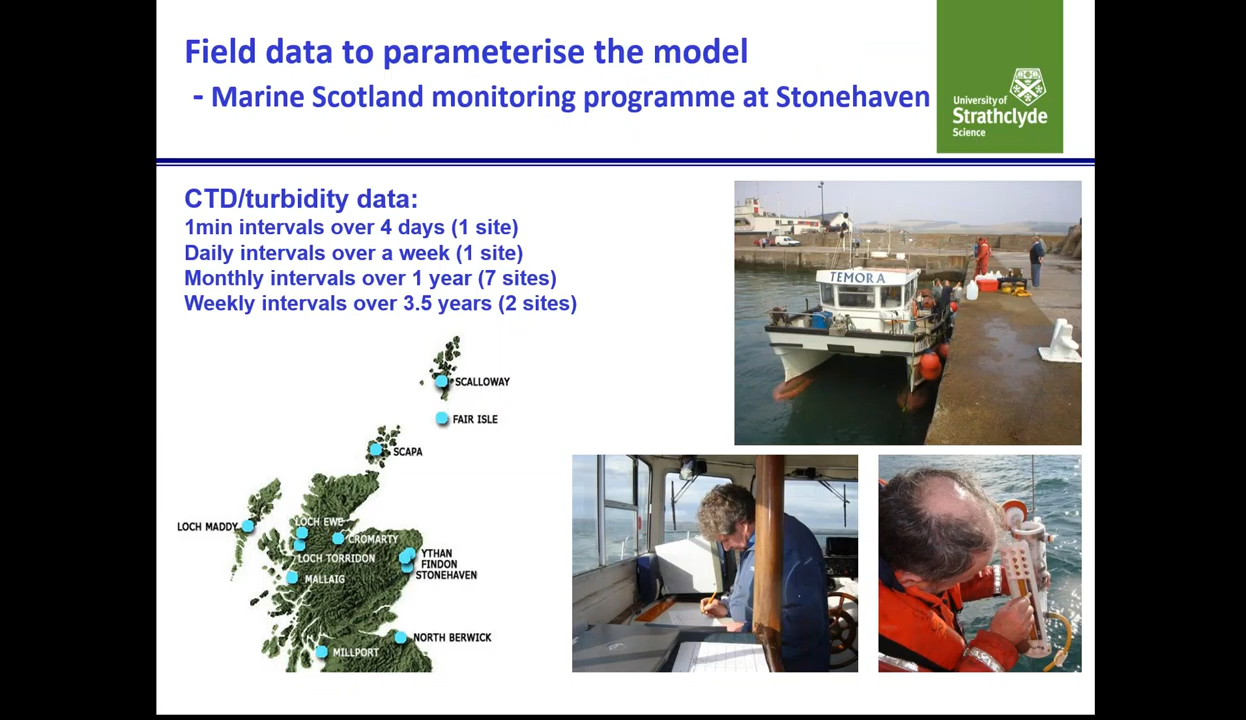 Field data to parameterise the model
- Marine Scotland monitoring programme at Stonehaven
University of
Strathclyde
Science
CTD/turbidity data:
1min intervals over 4 days (1 site)
Daily intervals over a week (1 site)
Monthly intervals over 1 year (7 sites)
Weekly intervals over 3.5 years (2 sites)
TEMORA
SCALLOWAY
FAIR ISLE
SCAPA
LOCH MADDY
LOCH EWE
CROMARTY
LOCH TORRIDON
YTHAN
FINDON
STONEHAVEN
MALLAIG
NORTH BERWICK
MILLPORT